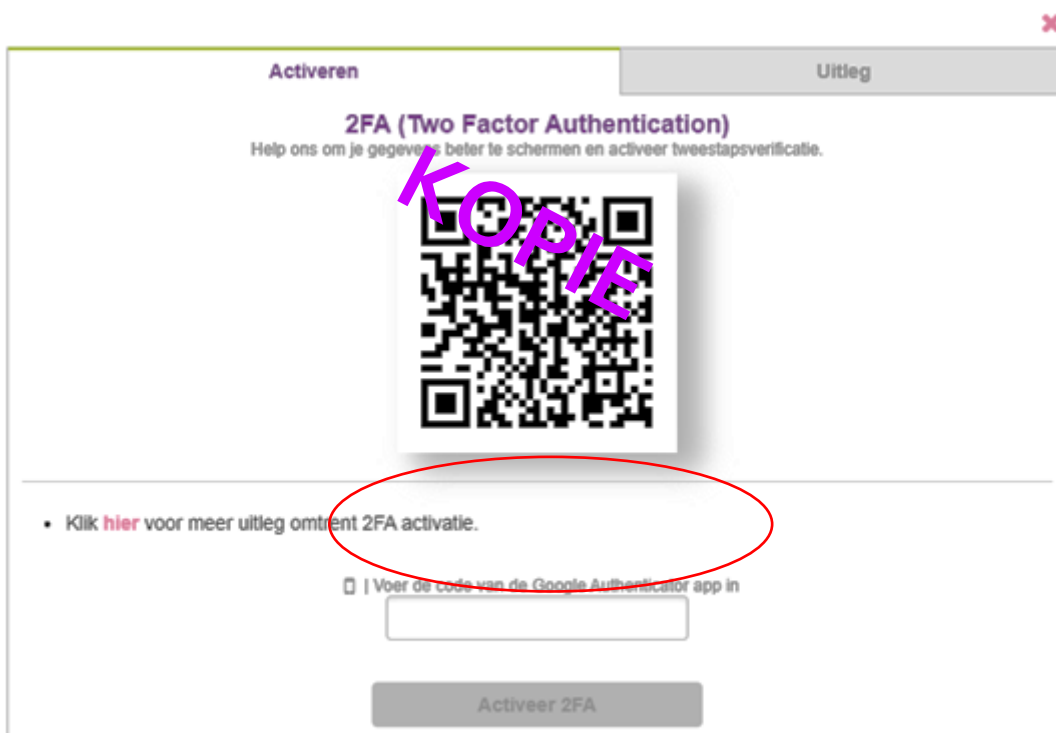 Activeren
Uitleg
2FA (Two Factor Authentication)
Help ons om je gegevens beter te schermen en activeer tweestapsverificatie.
KOPIE
• Klik hier voor meer uitleg omtrent 2FA activatie.
| Voer de code van de Google Authenticator app in
Activeer 2FA